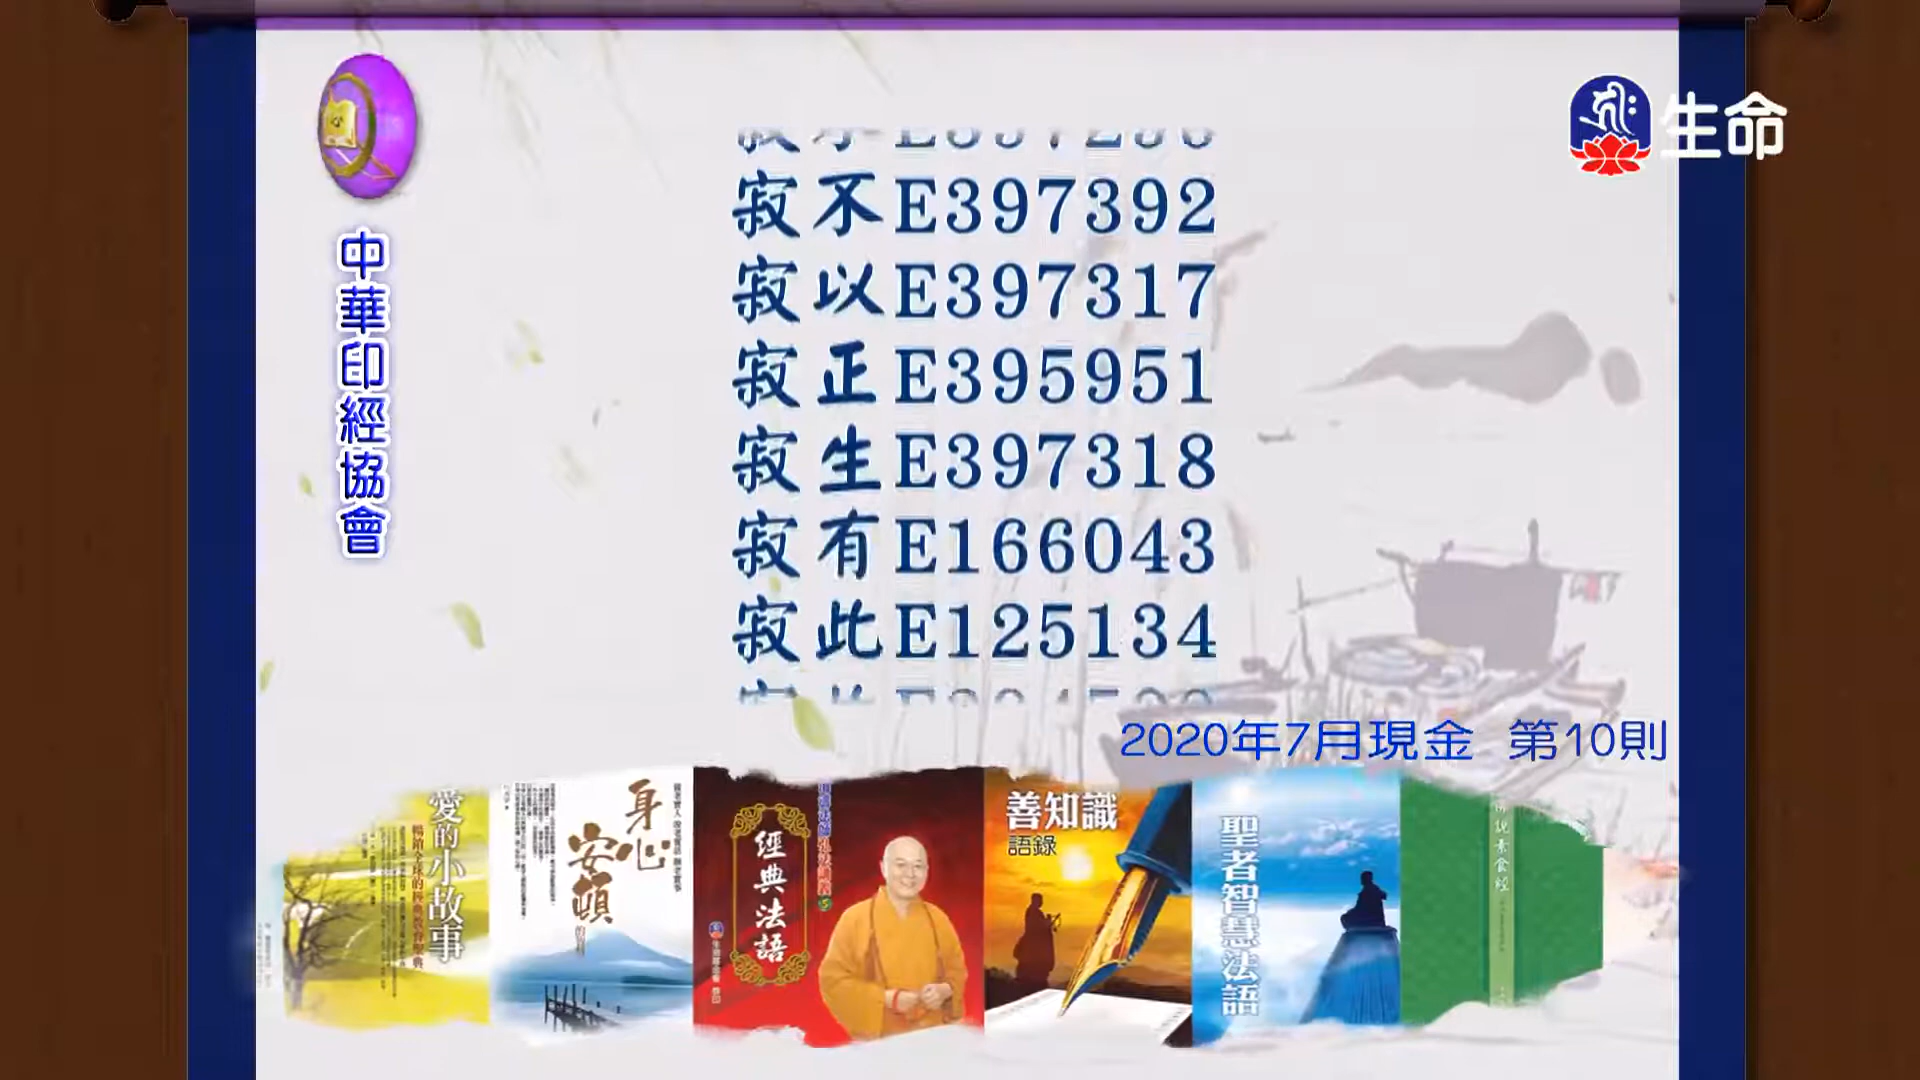 生命
中華印經協會
寂不E397392
寂以E397317
寂正E395951
寂生E397318
寂有E166043
寂此E125134
2020年7月現金 第10則
愛的小故事
身心安頓
經典法語
善知識
語錄
聖者智慧法語
佛說素食經